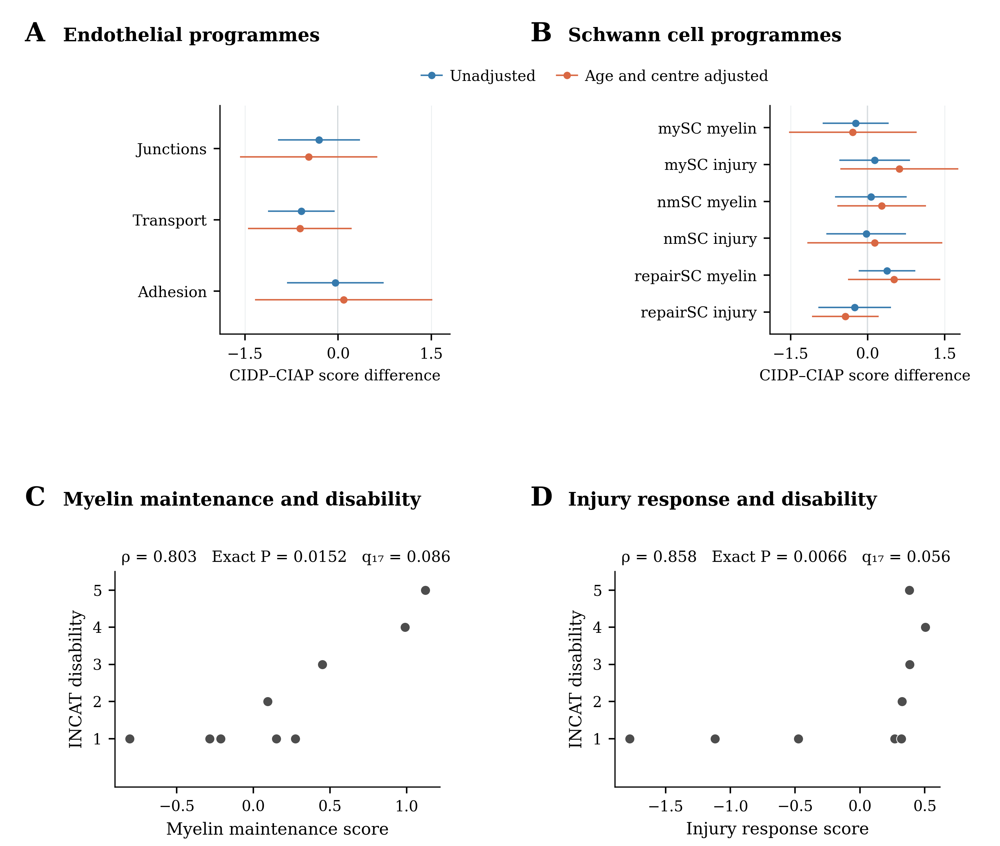 A Endothelial programmes
B Schwann cell programmes
Unadjusted
Age and centre adjusted
Junctions
Transport
Adhesion
−1.5 0.0 1.5
CIDP–CIAP score difference
mySC myelin
mySC injury
nmSC myelin
nmSC injury
repairSC myelin
repairSC injury
−1.5 0.0 1.5
CIDP–CIAP score difference
C Myelin maintenance and disability
ρ = 0.803 Exact P = 0.0152 q₁₇ = 0.086
INCAT disability
5
4
3
2
1
−0.5 0.0 0.5 1.0
Myelin maintenance score
D Injury response and disability
ρ = 0.858 Exact P = 0.0066 q₁₇ = 0.056
INCAT disability
5
4
3
2
1
−1.5 −1.0 −0.5 0.0 0.5
Injury response score